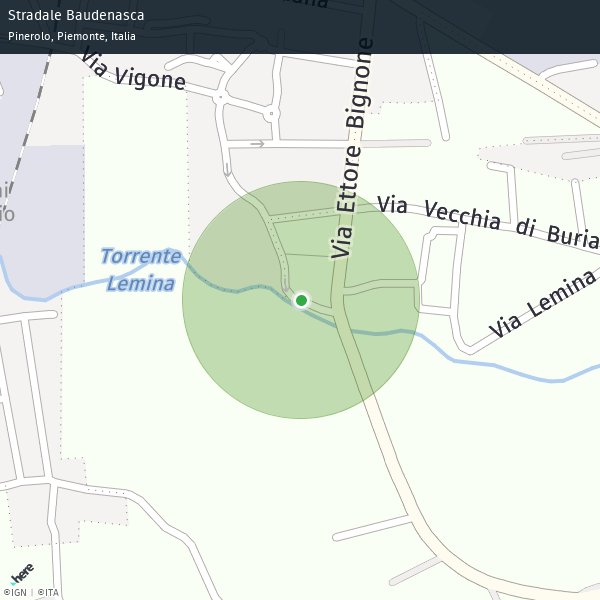 Stradale Baudenasca
Pinerolo, Piemonte, Italia
Via Vigone
Via Ettore Bignone
Via Vecchia di Buria
Torrente
Lemina
Via Lemina
here
©IGN | ©ITA